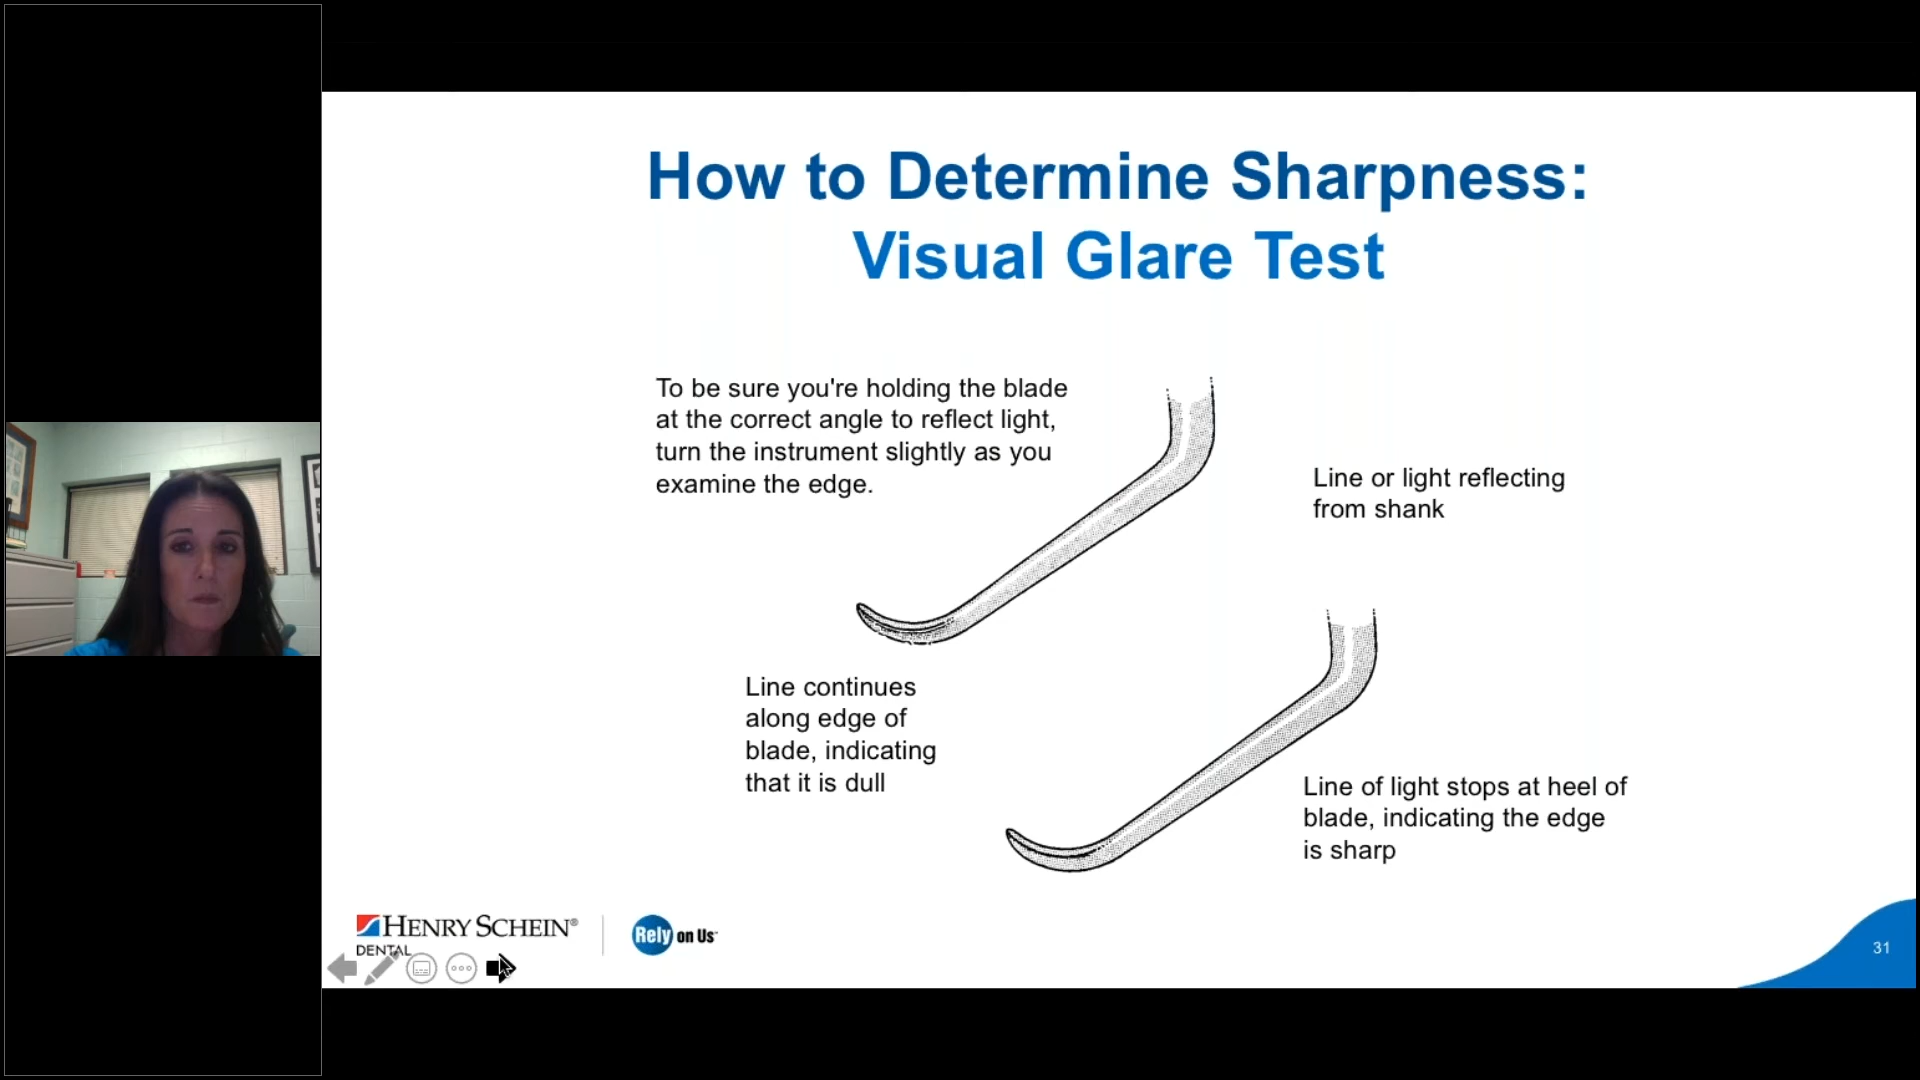 How to Determine Sharpness:
Visual Glare Test
To be sure you're holding the blade
at the correct angle to reflect light,
turn the instrument slightly as you
examine the edge.
Line or light reflecting
from shank
Line continues
along edge of
blade, indicating
that it is dull
Line of light stops at heel of
blade, indicating the edge
is sharp
HENRY SCHEIN®
DENTAL
Rely on Us™
31